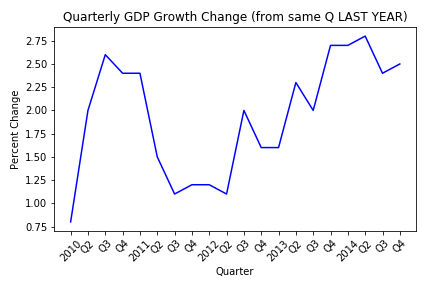 Quarterly GDP Growth Change (from same Q LAST YEAR)
Percent Change
2.75
2.50
2.25
2.00
1.75
1.50
1.25
1.00
0.75
2010 Q2 Q3 Q4 2011 Q2 Q3 Q4 2012 Q2 Q3 Q4 2013 Q2 Q3 Q4 2014 Q2 Q3 Q4
Quarter